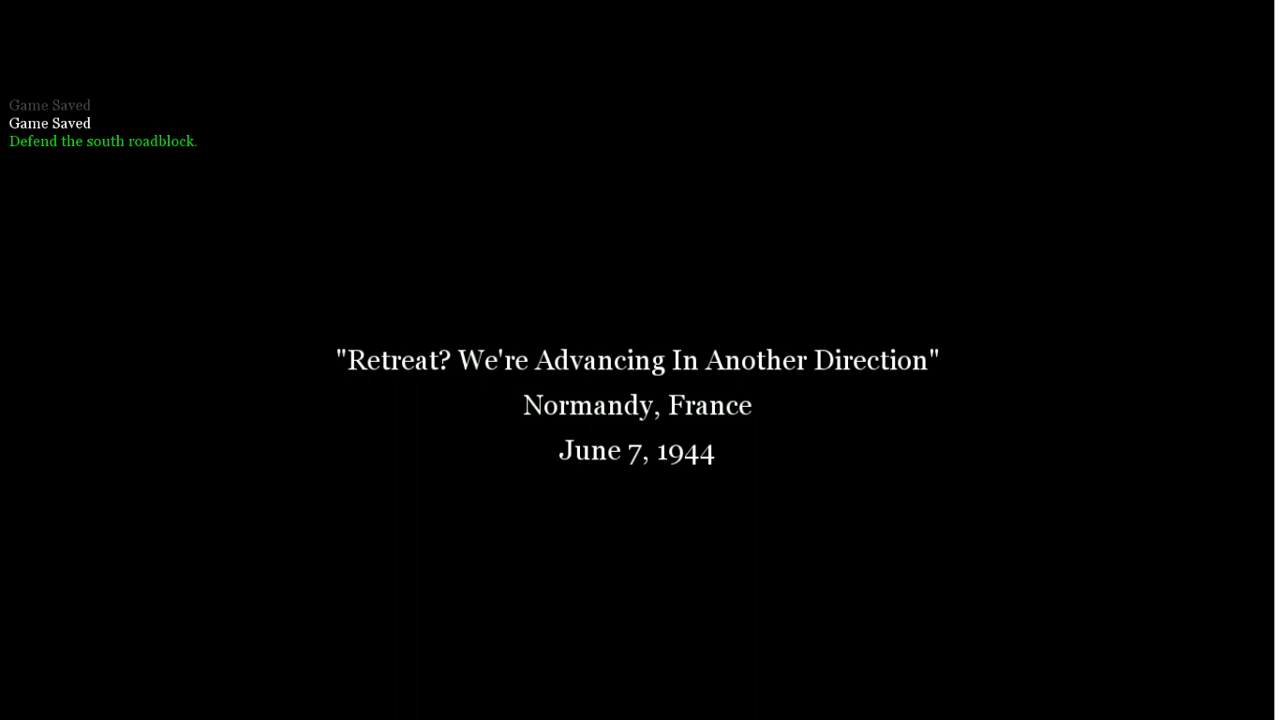 Game Saved
Game Saved
Defend the south roadblock.
"Retreat? We're Advancing In Another Direction"
Normandy, France
June 7, 1944